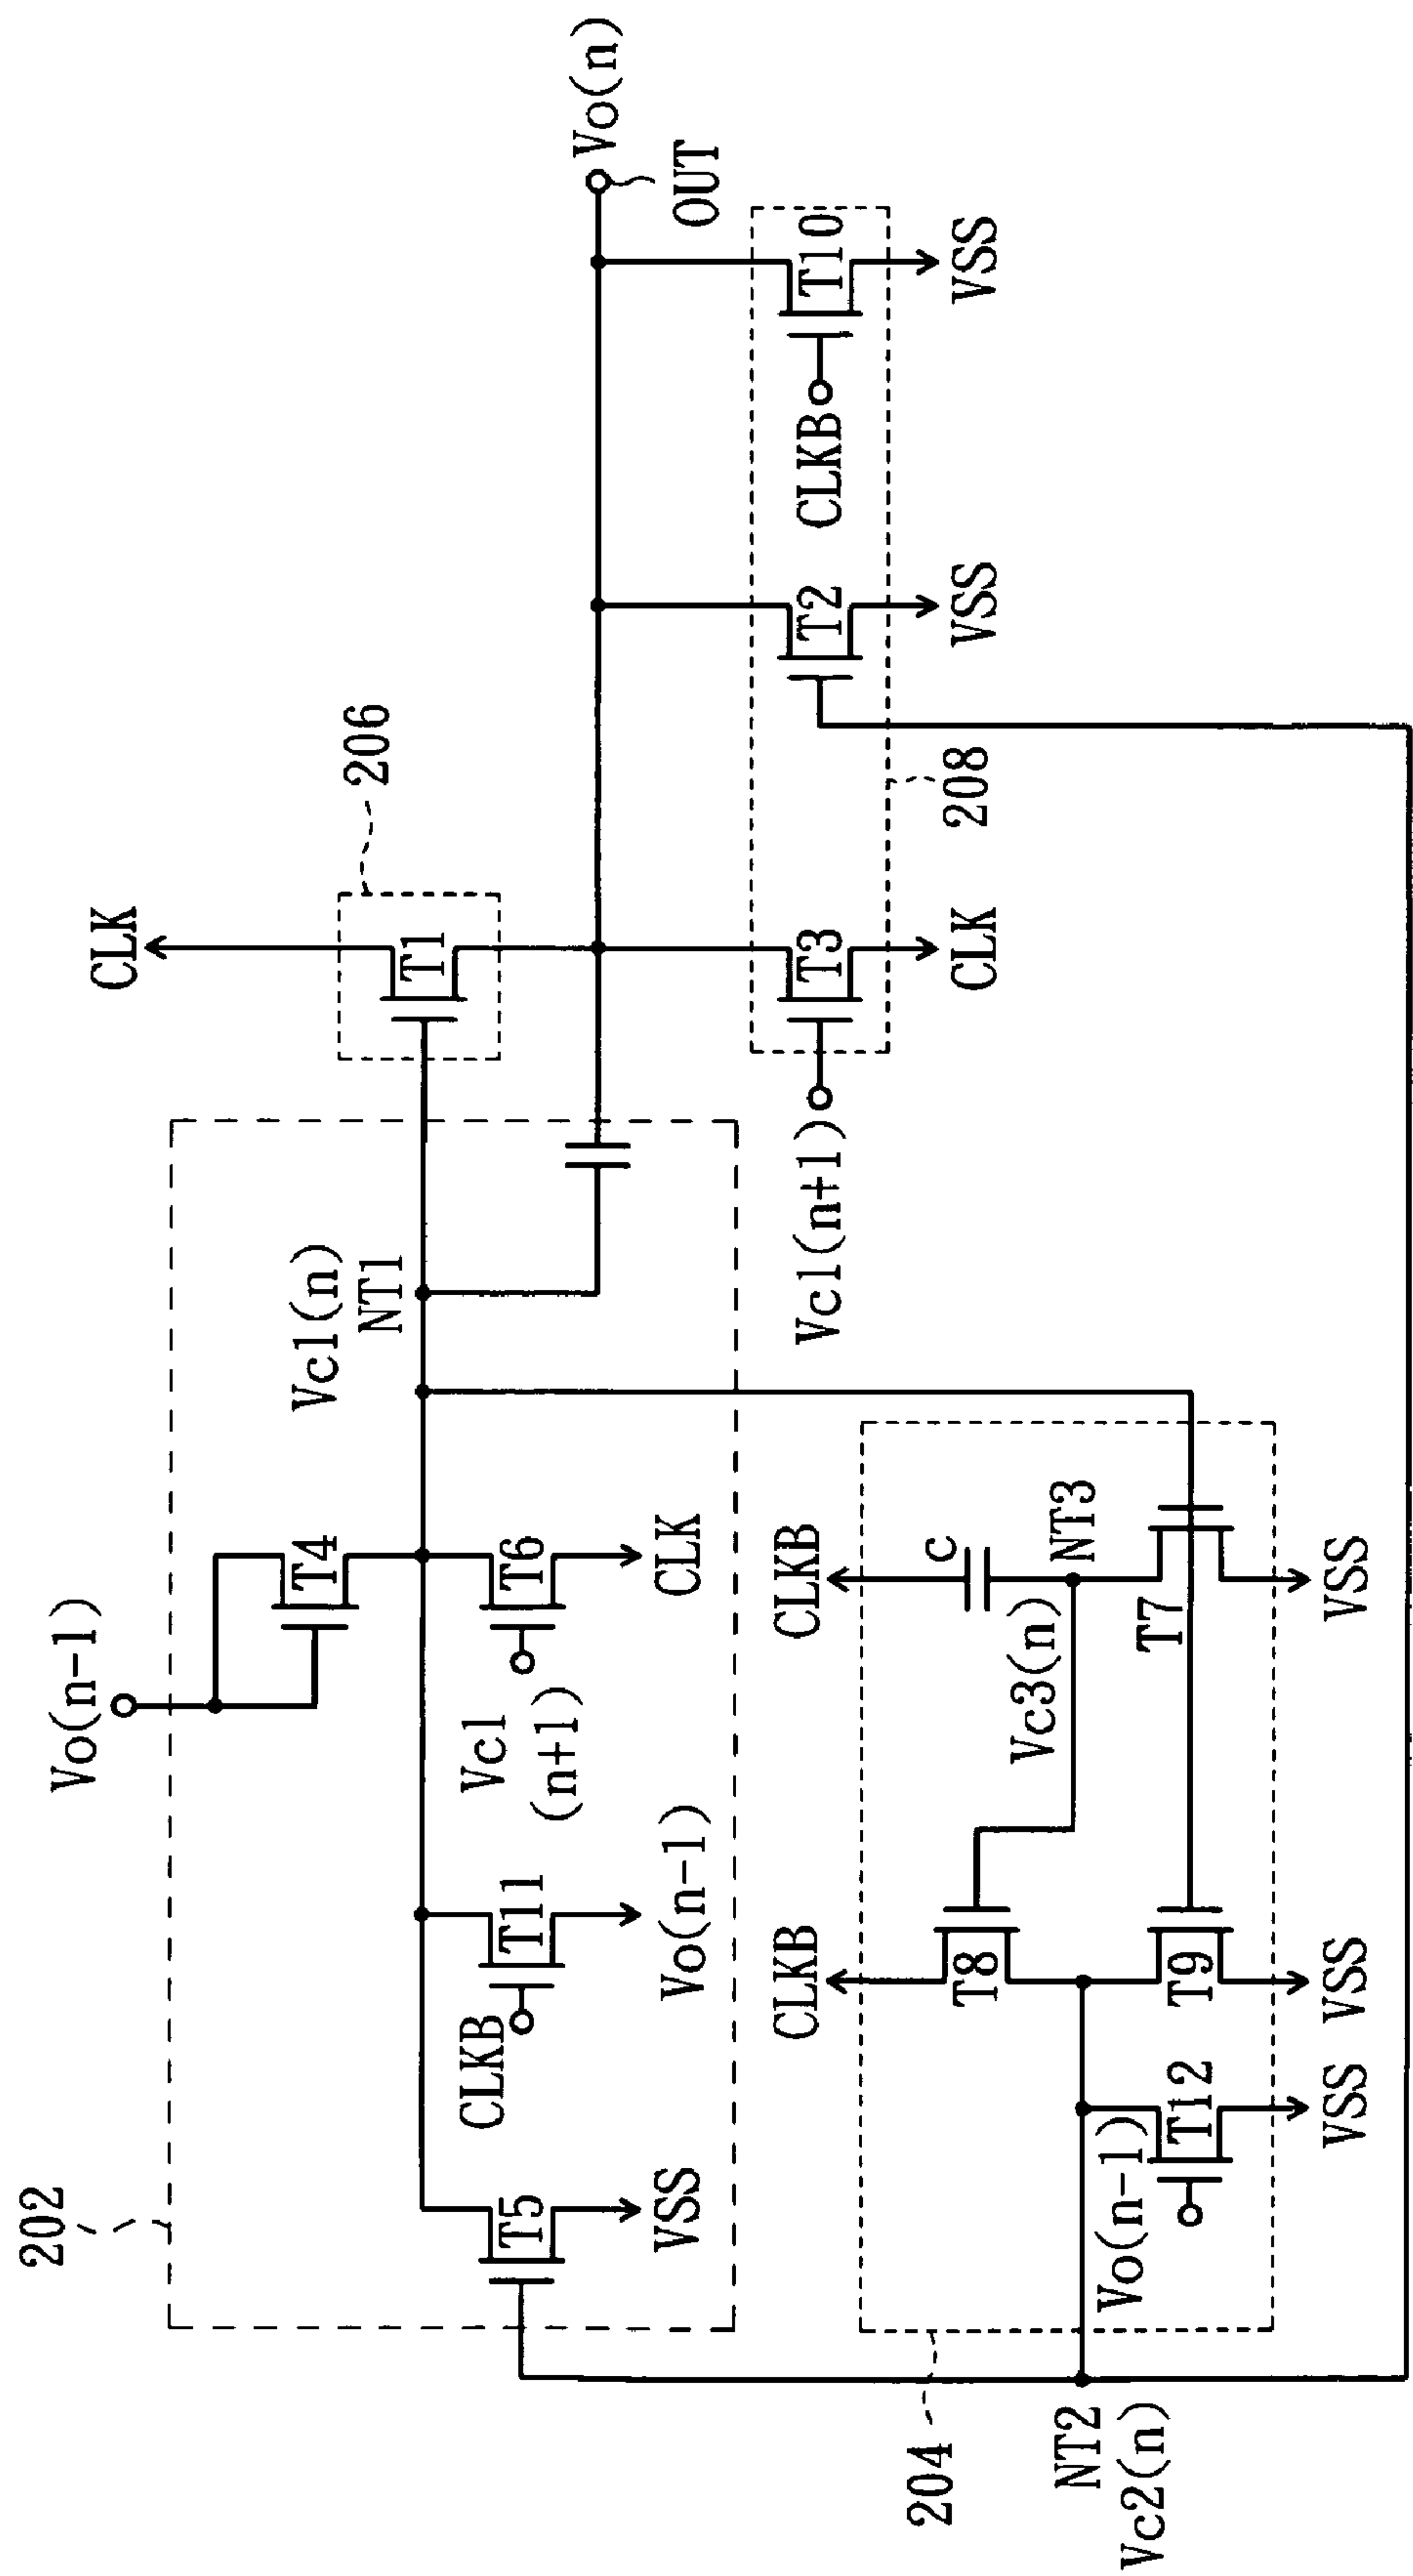 202
Vo(n-1)
Vc1(n)
NT1
T4
T5
VSS
CLKB
T11
Vo(n-1)
Vc1
(n+1)
T6
CLK
CLK
206
T1
Vo(n)
OUT
Vc1(n+1)
T3
CLK
208
T2
VSS
CLKB
T10
VSS
204
NT2
Vc2(n)
Vo(n-1)
T12
VSS
CLKB
T8
T9
VSS
CLKB
C
Vc3(n)
NT3
T7
VSS